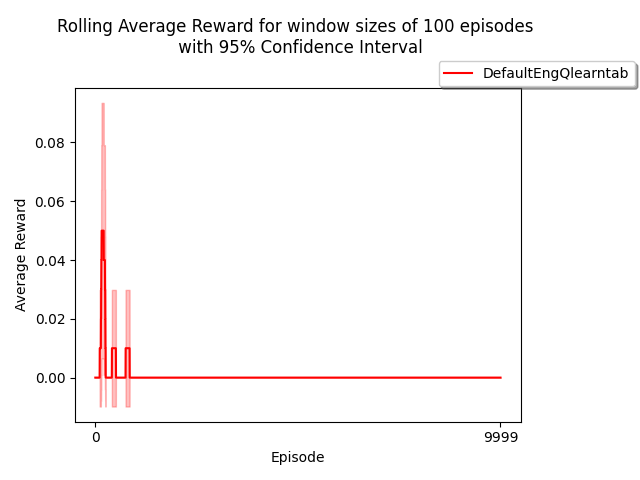 Rolling Average Reward for window sizes of 100 episodes
with 95% Confidence Interval
DefaultEngQlearntab
Average Reward
0.08
0.06
0.04
0.02
0.00
0
9999
Episode